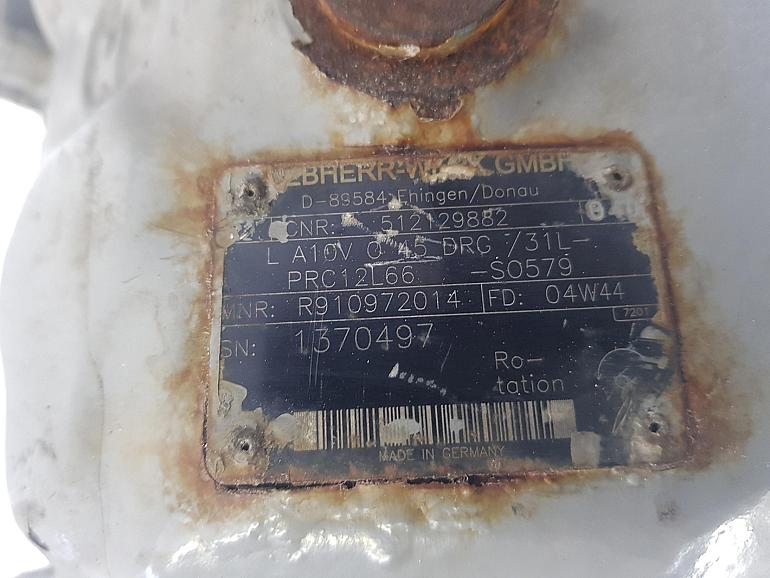 GMBH
D-89584 Ehingen/Donau
CNR: 512129882
L A10V O 45 DRG /31L-
PRC12L66 -S0579
MNR: R910972014 FD: 04W44
7201
SN: 1370497
Ro-
tation
MADE IN GERMANY